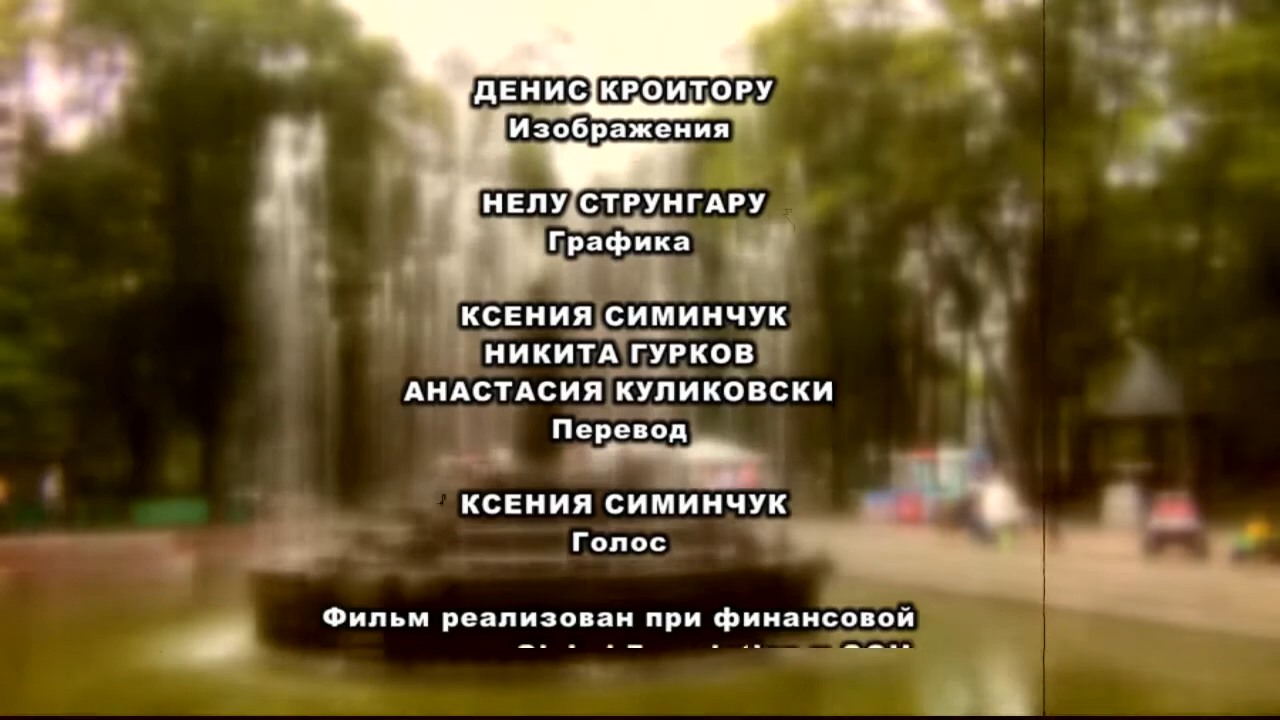 ДЕНИС КРОИТОРУ
Изображения
НЕЛУ СТРУНГАРУ
Графика
КСЕНИЯ СИМИНЧУК
НИКИТА ГУРКОВ
АНАСТАСИЯ КУЛИКОВСКИ
Перевод
КСЕНИЯ СИМИНЧУК
Голос
Фильм реализован при финансовой